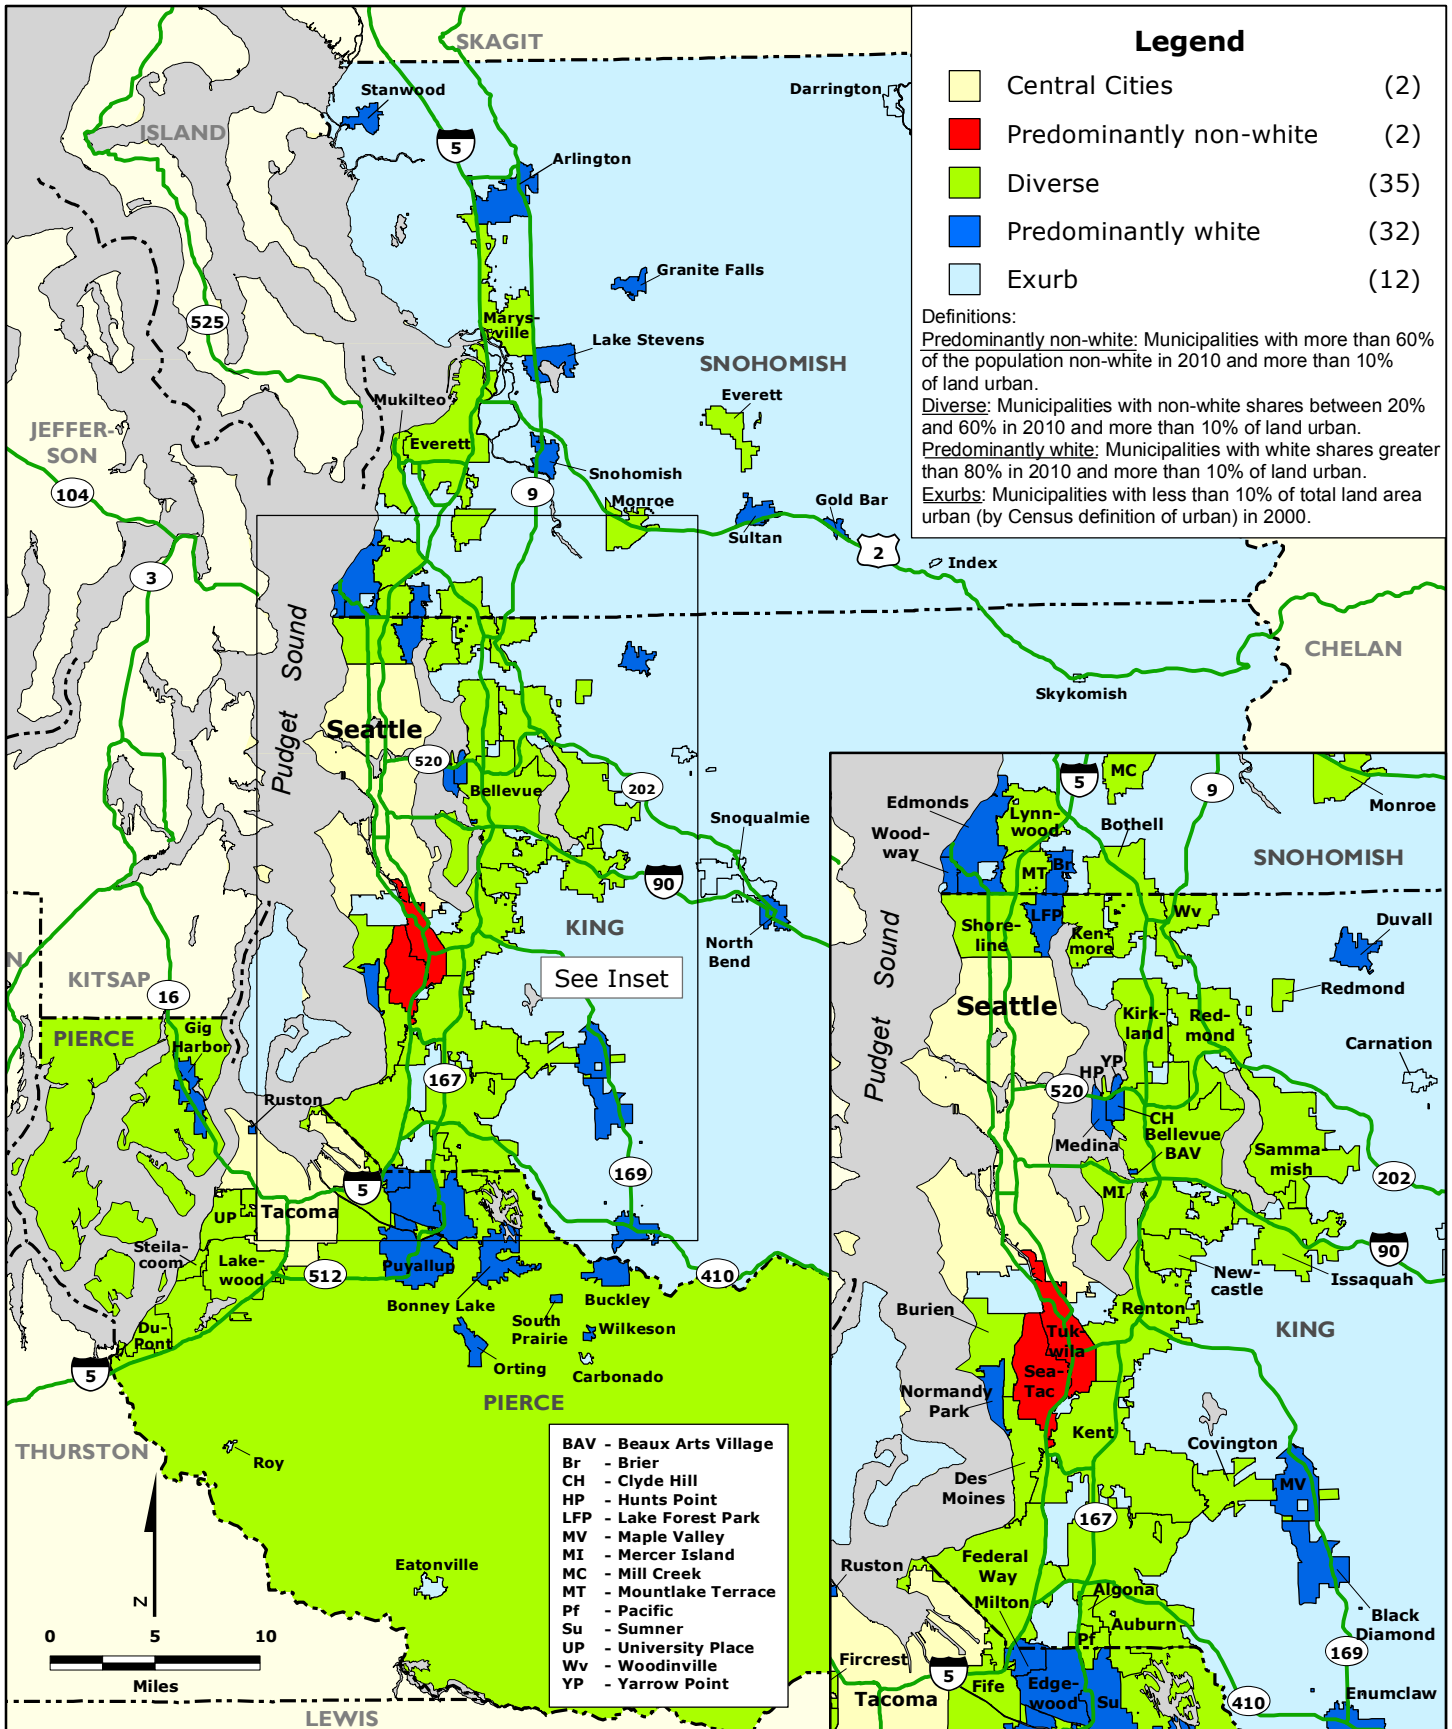 SKAGIT
Stanwood
Darrington
ISLAND
5
Arlington
Granite Falls
525
Marys-
ville
Lake Stevens
SNOHOMISH
Mukilteo
Everett
JEFFER-
SON
Everett
Snohomish
104
9
Monroe
Gold Bar
Sultan
2
Index
3
CHELAN
Pudget Sound
Skykomish
Seattle
520
Bellevue
202
Snoqualmie
90
KING
North
Bend
N
KITSAP
See Inset
16
PIERCE
Gig
Harbor
167
Ruston
169
5
UP
Tacoma
Steila-
coom
Lake-
wood
512
Puyallup
410
Bonney Lake
Buckley
South
Prairie
Wilkeson
Du-
Pont
Orting
Carbonado
5
PIERCE
THURSTON
Roy
Eatonville
N
0 5 10
Miles
LEWIS
Legend
Central Cities (2)
Predominantly non-white (2)
Diverse (35)
Predominantly white (32)
Exurb (12)
Definitions:
Predominantly non-white: Municipalities with more than 60%
of the population non-white in 2010 and more than 10%
of land urban.
Diverse: Municipalities with non-white shares between 20%
and 60% in 2010 and more than 10% of land urban.
Predominantly white: Municipalities with white shares greater
than 80% in 2010 and more than 10% of land urban.
Exurbs: Municipalities with less than 10% of total land area
urban (by Census definition of urban) in 2000.
BAV - Beaux Arts Village
Br - Brier
CH - Clyde Hill
HP - Hunts Point
LFP - Lake Forest Park
MV - Maple Valley
MI - Mercer Island
MC - Mill Creek
MT - Mountlake Terrace
Pf - Pacific
Su - Sumner
UP - University Place
Wv - Woodinville
YP - Yarrow Point
5
MC
9
Monroe
Edmonds
Lynn-
wood
Bothell
Wood-
way
MT
Br
SNOHOMISH
LFP
Wv
Shore-
line
Ken-
more
Duvall
Pudget Sound
Redmond
Seattle
Kirk-
land
Red-
mond
Carnation
YP
HP
520
CH
Medina
Bellevue
BAV
Samma-
mish
202
MI
90
New-
castle
Issaquah
Burien
Renton
KING
Tuk-
wila
Sea-
Tac
Normandy
Park
Kent
Covington
Des
Moines
MV
167
Ruston
Federal
Way
Algona
Milton
Auburn
Black
Diamond
Pf
169
Fircrest
5
Fife
Edge-
wood
Su
410
Enumclaw
Tacoma